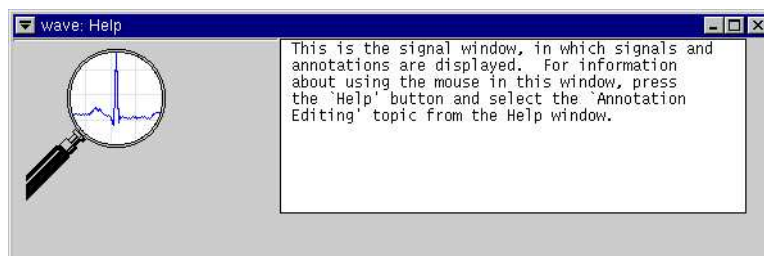 wave: Help
This is the signal window, in which signals and
annotations are displayed.  For information
about using the mouse in this window, press
the `Help' button and select the `Annotation
Editing' topic from the Help window.